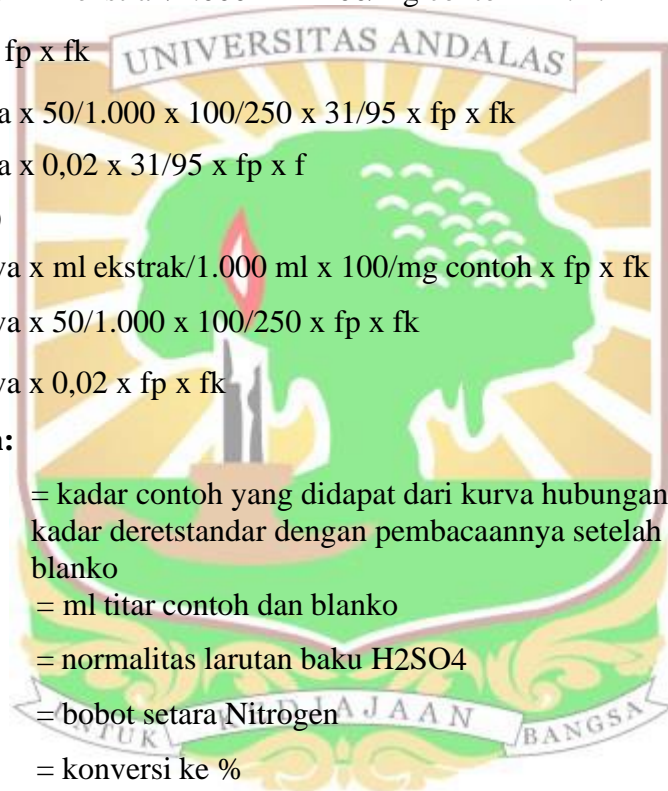 fp x fk
UNIVERSITAS ANDALAS
a x 50/1.000 x 100/250 x 31/95 x fp x fk
a x 0,02 x 31/95 x fp x f
)
va x ml ekstrak/1.000 ml x 100/mg contoh x fp x fk
va x 50/1.000 x 100/250 x fp x fk
va x 0,02 x fp x fk
:
= kadar contoh yang didapat dari kurva hubungan
kadar deretstandar dengan pembacaannya setelah
blanko
= ml titar contoh dan blanko
= normalitas larutan baku H2SO4
= bobot setara Nitrogen
UNTUK KEDJAJAAN BANGSA
= konversi ke %